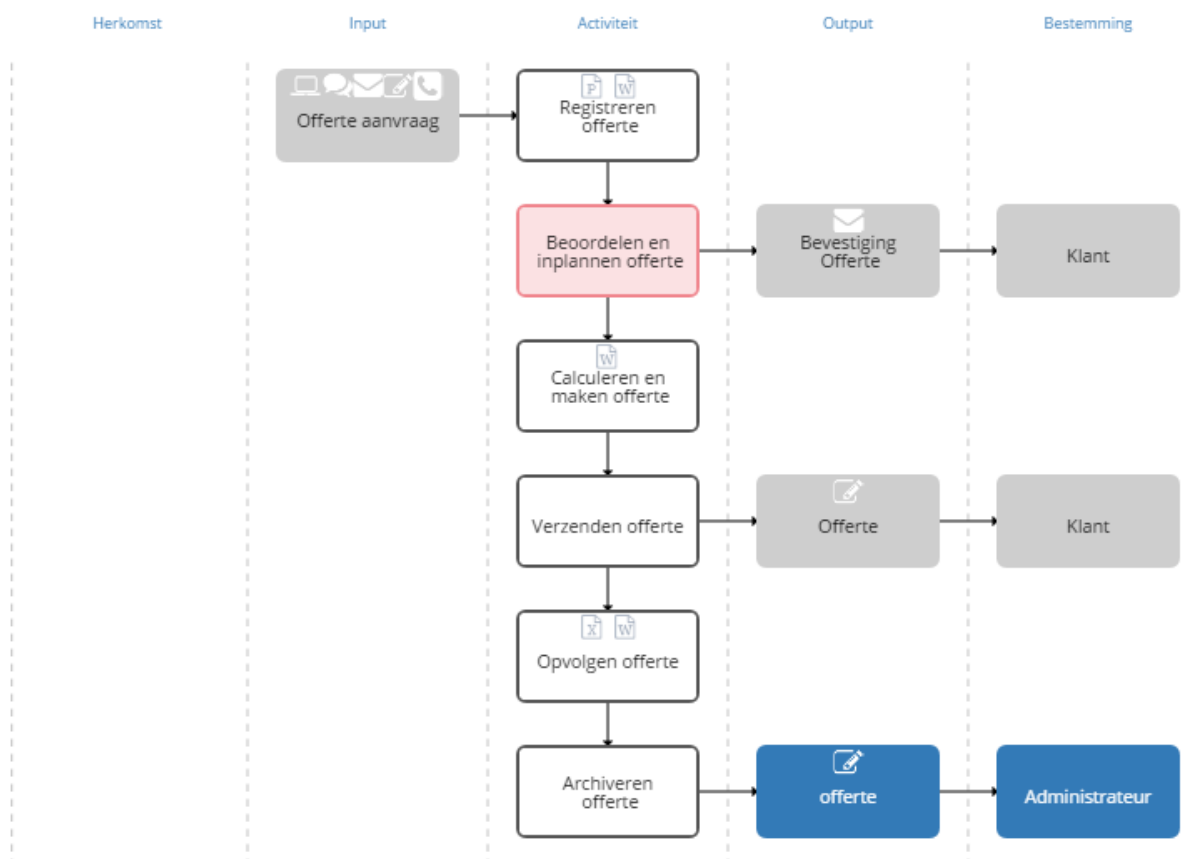 Herkomst
Input
Activiteit
Output
Bestemming
Offerte aanvraag
P W
Registreren
offerte
Beoordelen en
inplannen offerte
Bevestiging
Offerte
Klant
W
Calculeren en
maken offerte
Verzenden offerte
Offerte
Klant
X W
Opvolgen offerte
Archiveren
offerte
offerte
Administrateur